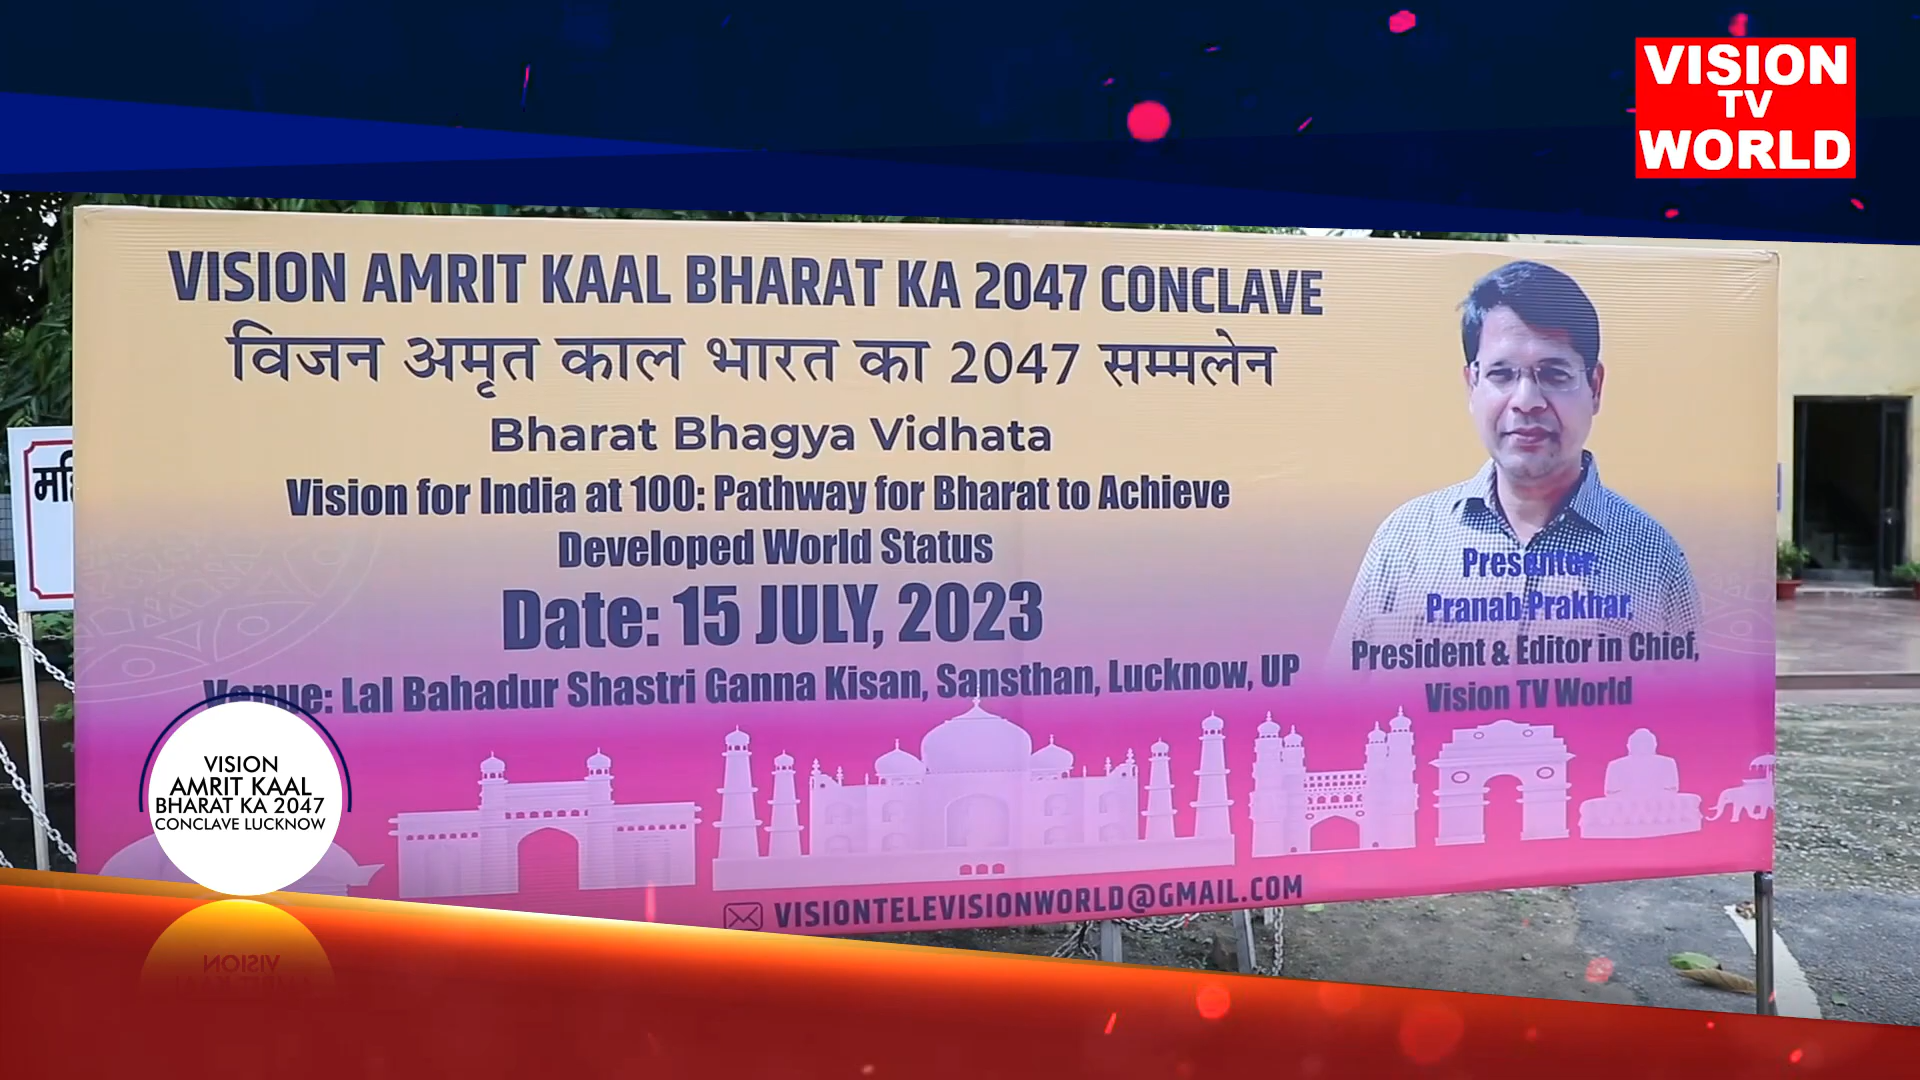 VISION
TV
WORLD
VISION AMRIT KAAL BHARAT KA 2047 CONCLAVE
विजन अमृत काल भारत का 2047 सम्मलेन
Bharat Bhagya Vidhata
Vision for India at 100: Pathway for Bharat to Achieve
Developed World Status
Date: 15 JULY, 2023
Venue: Lal Bahadur Shastri Ganna Kisan, Sansthan, Lucknow, UP
Presenter:
Pranab Prakhar,
President & Editor in Chief,
Vision TV World
VISIONTELEVISIONWORLD@GMAIL.COM
VISION
AMRIT KAAL
BHARAT KA 2047
CONCLAVE LUCKNOW